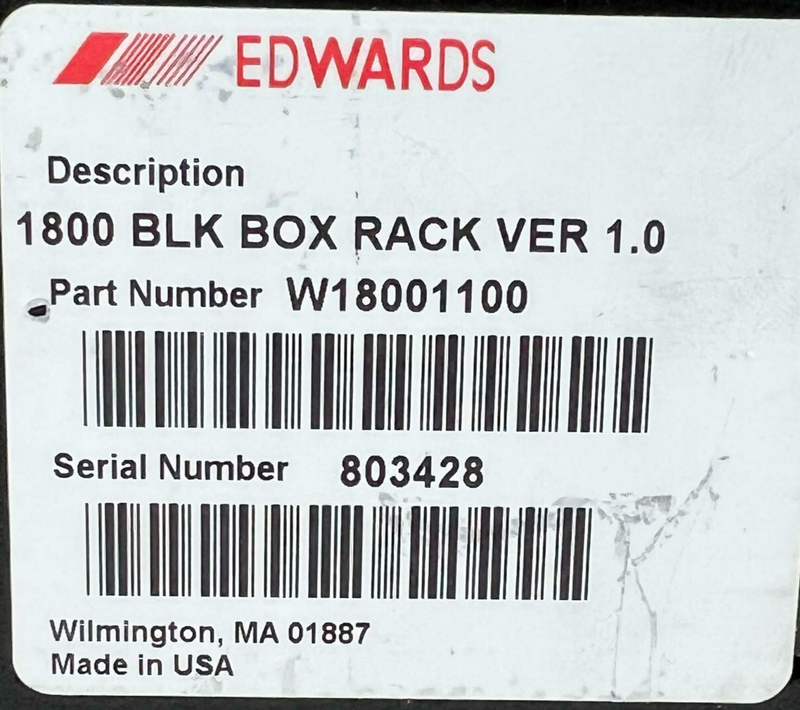 EDWARDS
Description
1800 BLK BOX RACK VER 1.0
Part Number W18001100
Serial Number 803428
Wilmington, MA 01887
Made in USA